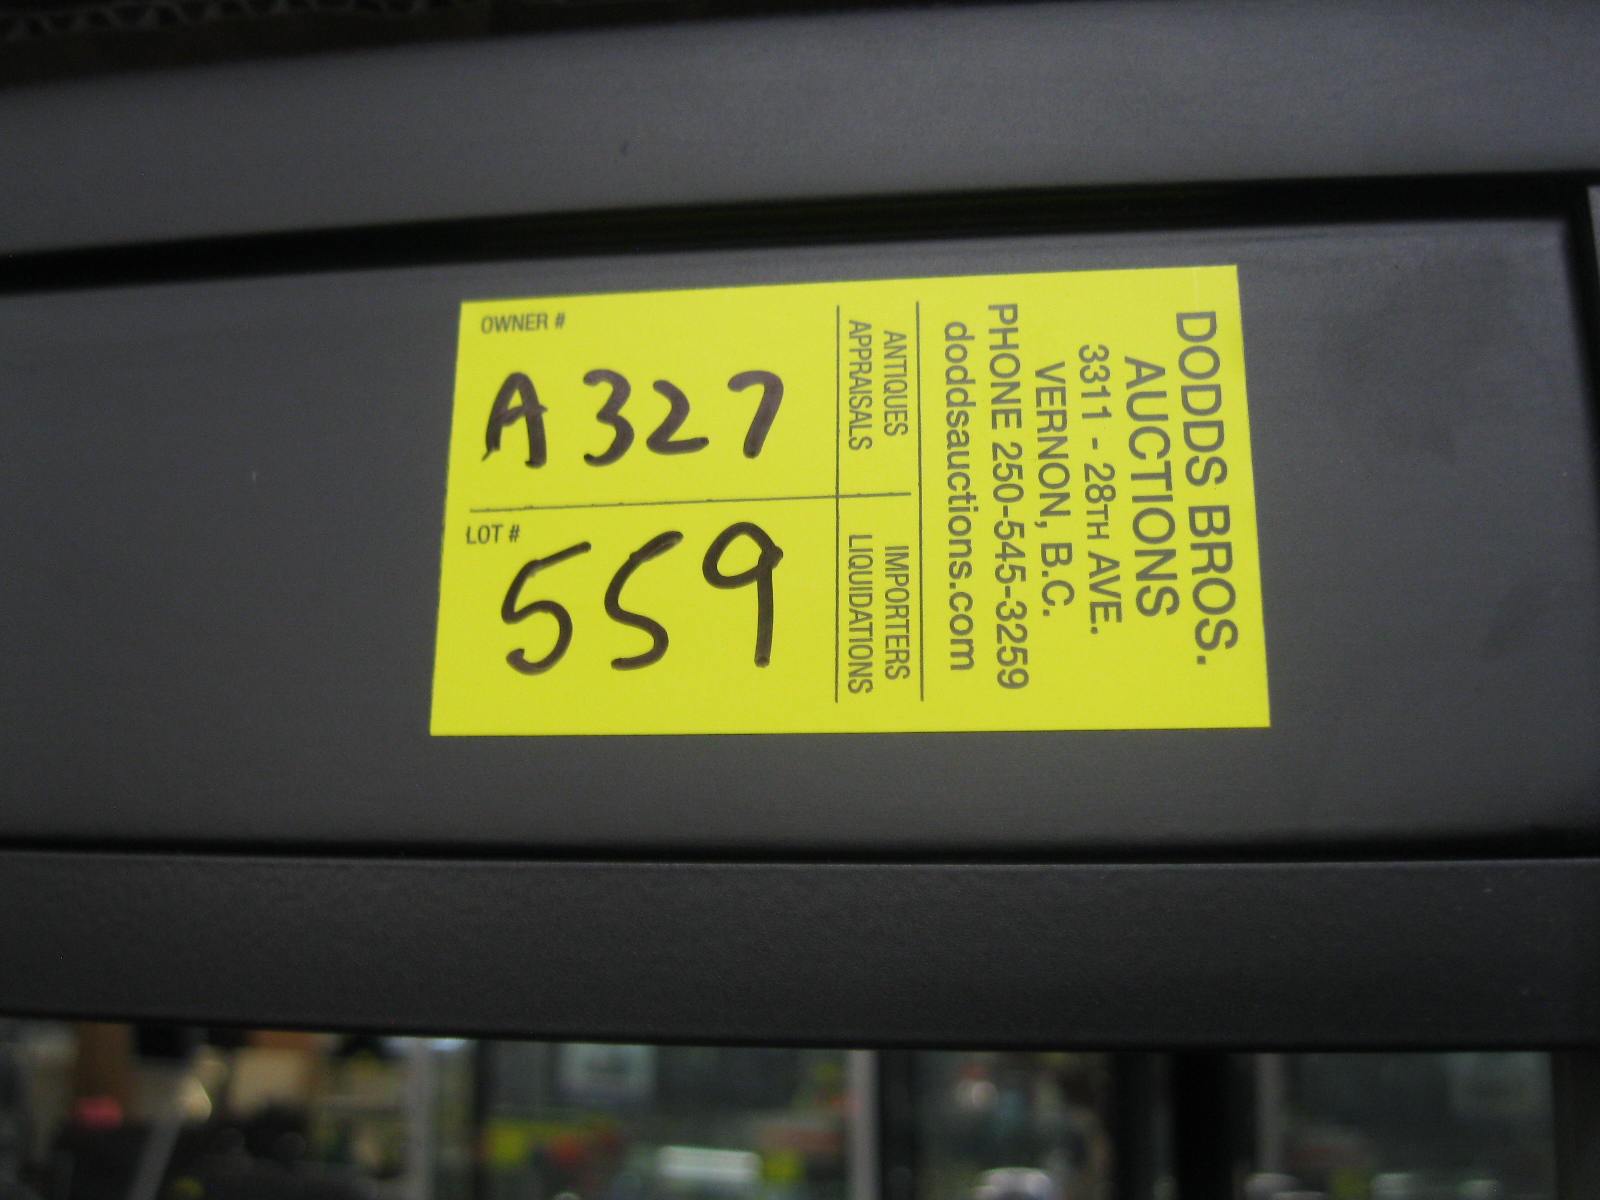 DODDS BROS.
AUCTIONS
3311 - 28TH AVE.
VERNON, B.C.
PHONE 250-545-3259
doddsauctions.com
ANTIQUES IMPORTERS
APPRAISALS LIQUIDATIONS
OWNER #
A327
LOT #
559